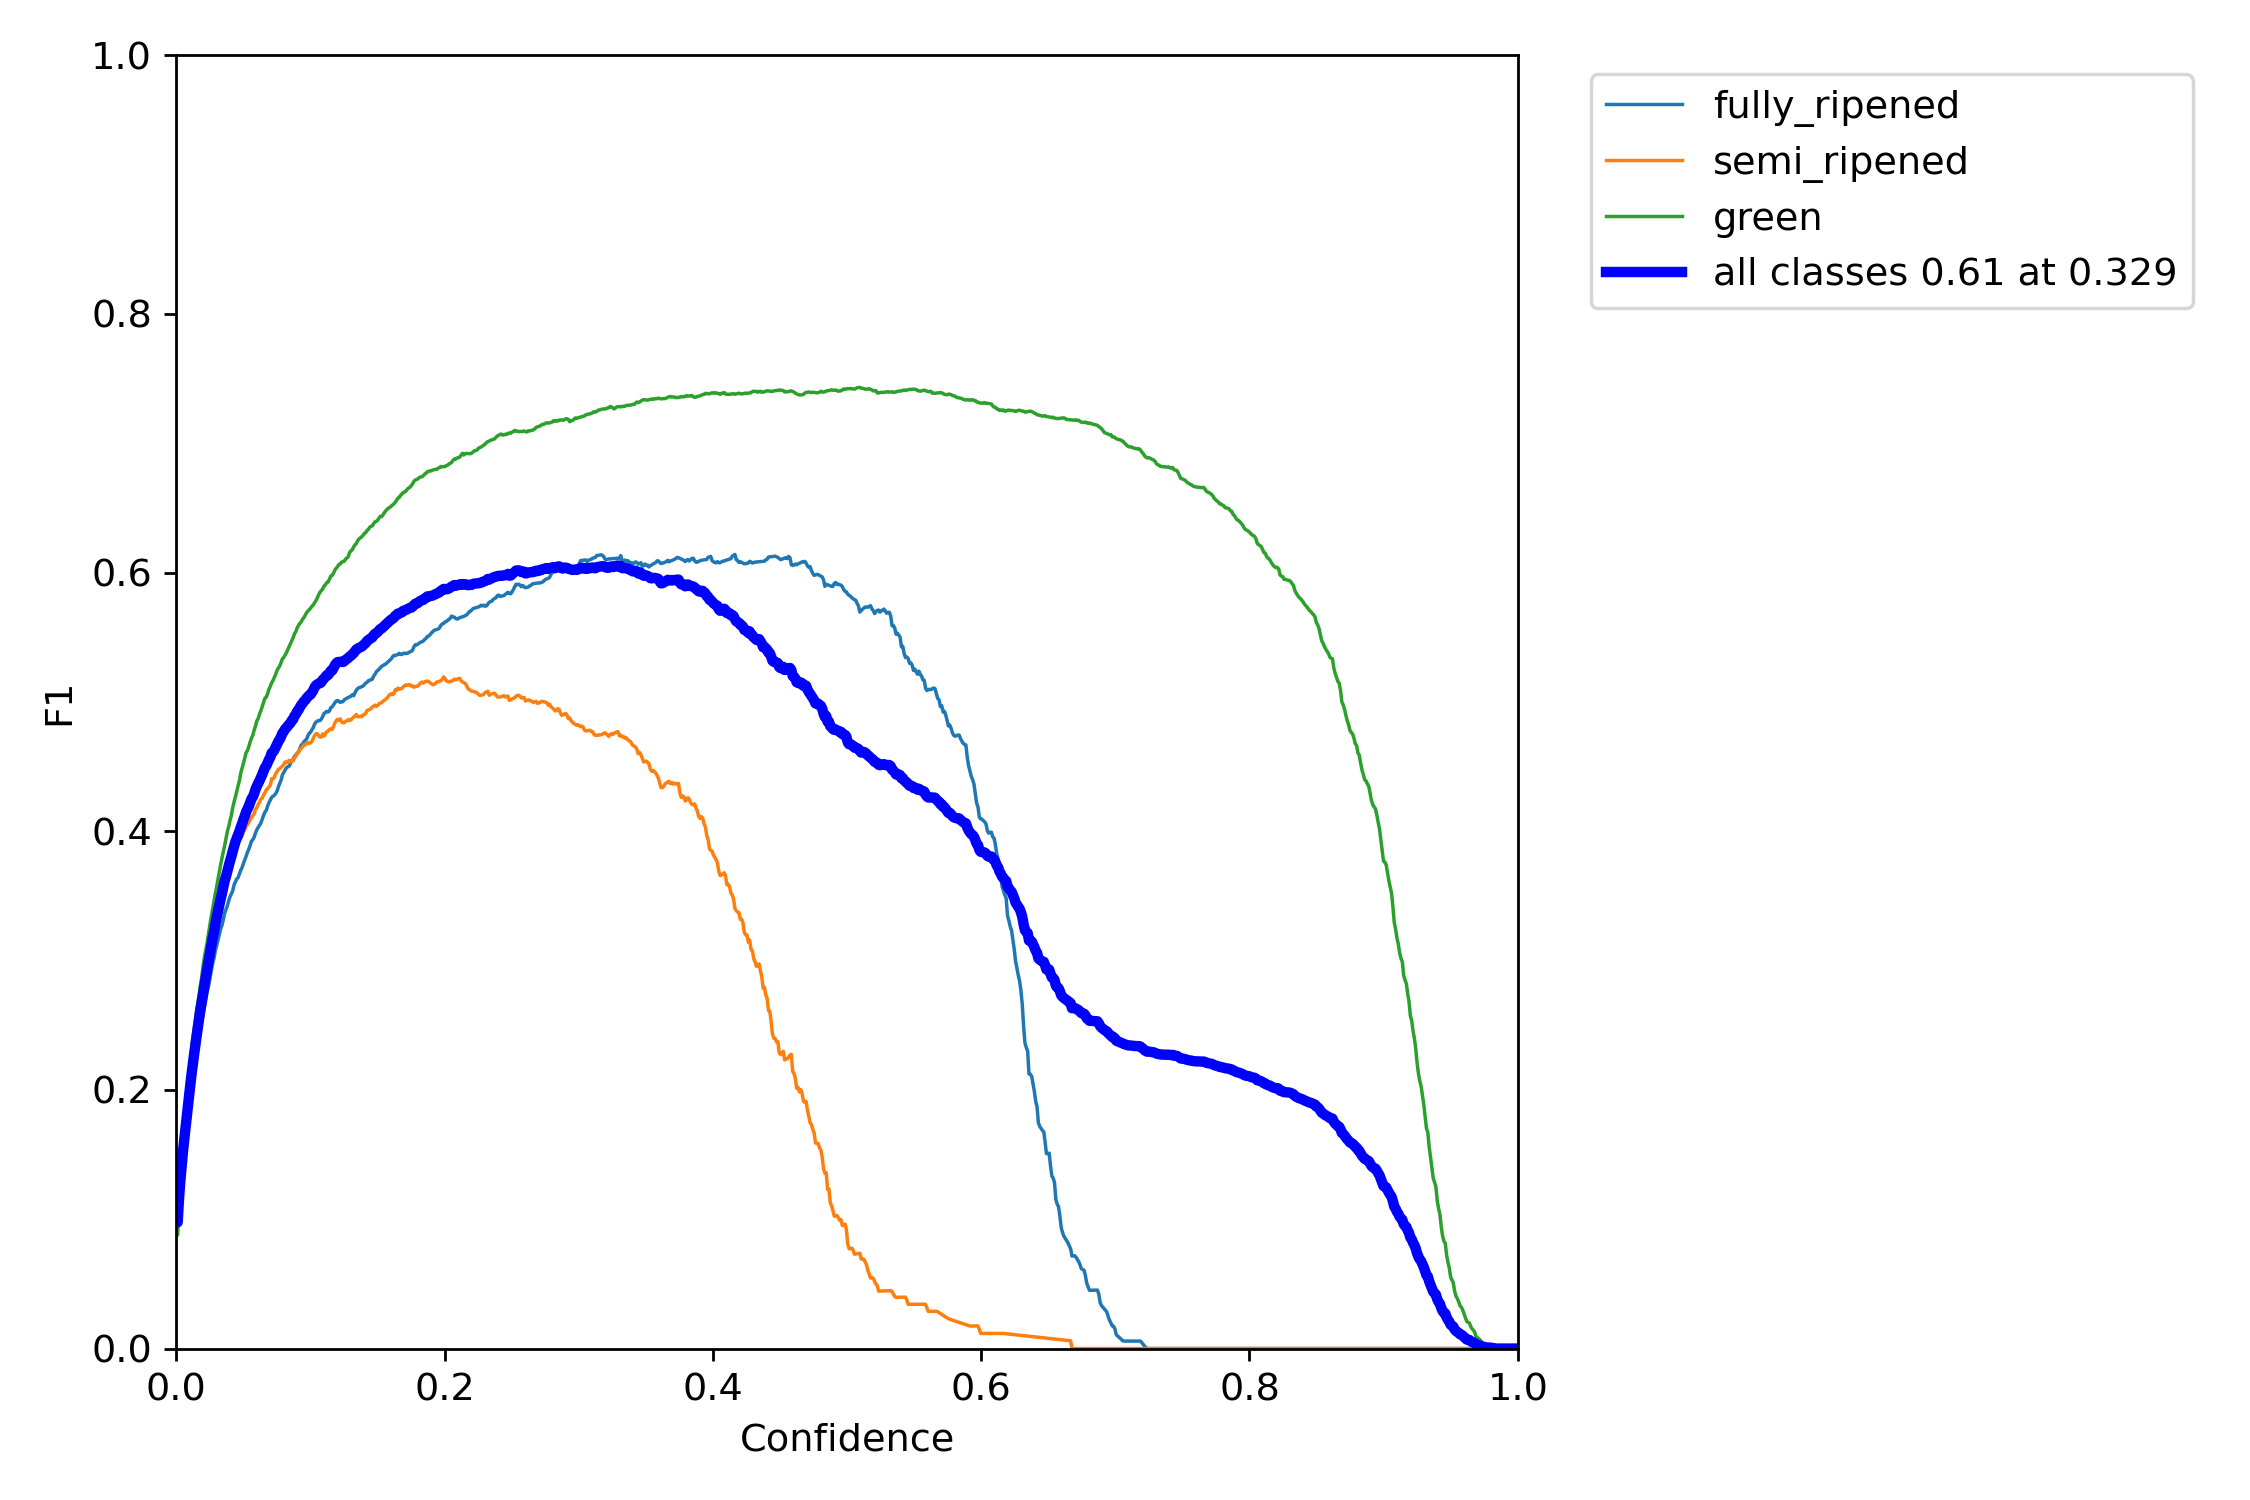 1.0
0.8
0.6
0.4
0.2
0.0
F1
0.0 0.2 0.4 0.6 0.8 1.0
Confidence
fully_ripened
semi_ripened
green
all classes 0.61 at 0.329